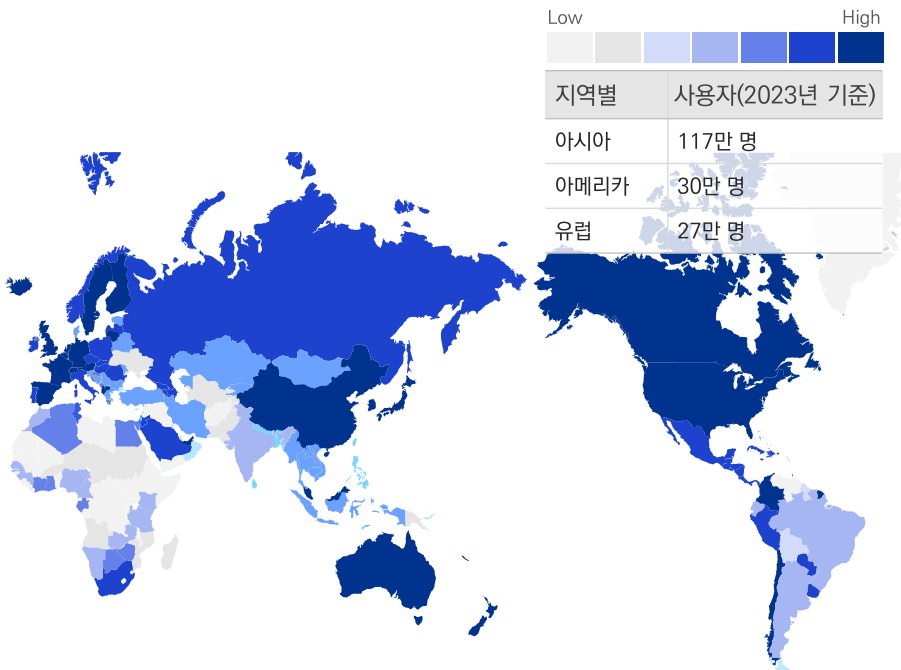 Low High
지역별 사용자(2023년 기준)
아시아 117만 명
아메리카 30만 명
유럽 27만 명